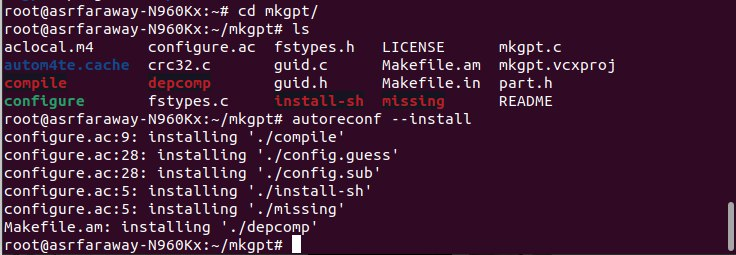 root@asrfaraway-N960Kx:~# cd mkgpt/
root@asrfaraway-N960Kx:~/mkgpt# ls
aclocal.m4      configure.ac  fstypes.h   LICENSE      mkgpt.c
autom4te.cache  crc32.c       guid.c      Makefile.am  mkgpt.vcxproj
compile         depcomp       guid.h      Makefile.in  part.h
configure       fstypes.c     install-sh  missing      README
root@asrfaraway-N960Kx:~/mkgpt# autoreconf --install
configure.ac:9: installing './compile'
configure.ac:28: installing './config.guess'
configure.ac:28: installing './config.sub'
configure.ac:5: installing './install-sh'
configure.ac:5: installing './missing'
Makefile.am: installing './depcomp'
root@asrfaraway-N960Kx:~/mkgpt#